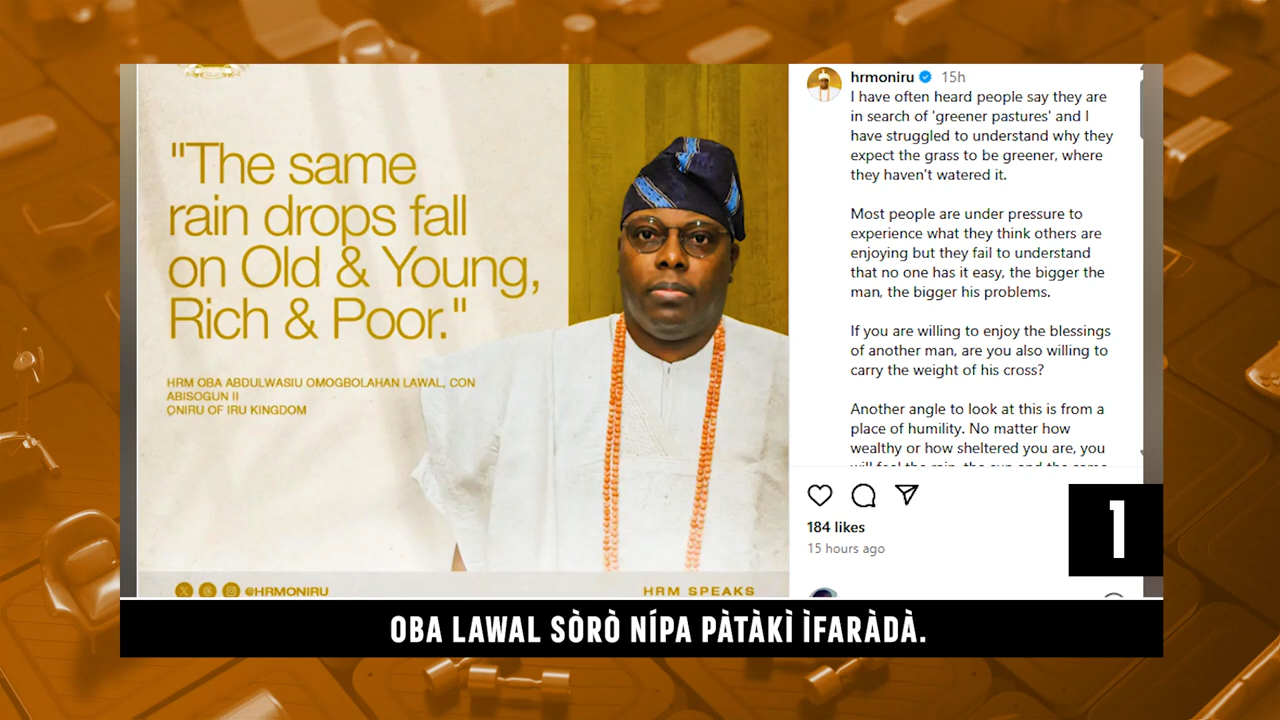 "The same
rain drops fall
on Old & Young,
Rich & Poor."
HRM OBA ABDULWASIU OMOGBOLAHAN LAWAL, CON
ABISOGUN II
ỌNIRU OF IRU KINGDOM
@HRMONIRU
HRM SPEAKS
hrmoniru 15h
I have often heard people say they are
in search of 'greener pastures' and I
have struggled to understand why they
expect the grass to be greener, where
they haven't watered it.
Most people are under pressure to
experience what they think others are
enjoying but they fail to understand
that no one has it easy, the bigger the
man, the bigger his problems.
If you are willing to enjoy the blessings
of another man, are you also willing to
carry the weight of his cross?
Another angle to look at this is from a
place of humility. No matter how
wealthy or how sheltered you are, you
184 likes
15 hours ago
1
OBA LAWAL SÒRÒ NÍPA PÀTÀKÌ ÌFARÀDÀ.